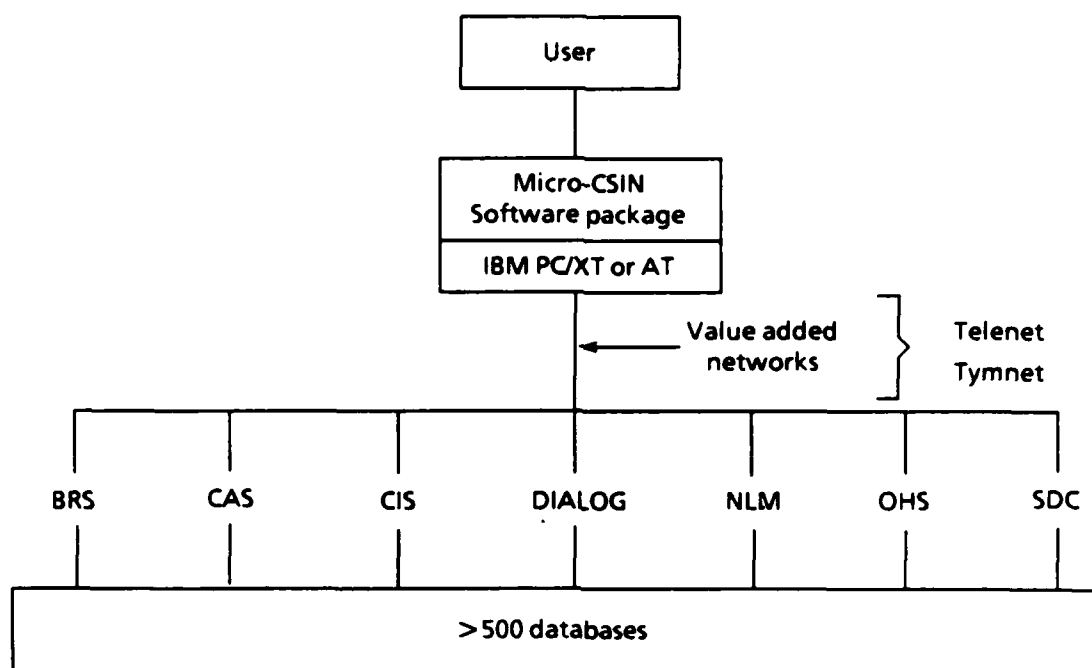 User
Micro-CSIN
Software package
IBM PC/XT or AT
Value added
networks
Telenet
Tymnet
BRS CAS CIS DIALOG NLM OHS SDC
>500 databases